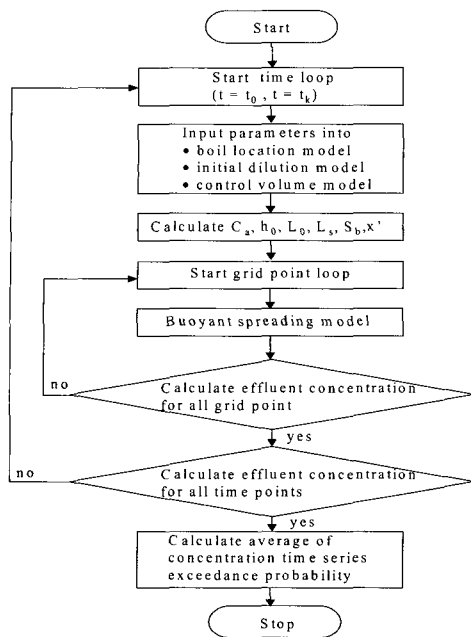 Start
Start time loop
(t = t₀ , t = tₖ)
Input parameters into
• boil location model
• initial dilution model
• control volume model
Calculate Cₐ, h₀, L₀, Lₛ, S_b, x'
Start grid point loop
Buoyant spreading model
no
Calculate effluent concentration
for all grid point
yes
no
Calculate effluent concentration
for all time points
yes
Calculate average of
concentration time series
exceedance probability
Stop